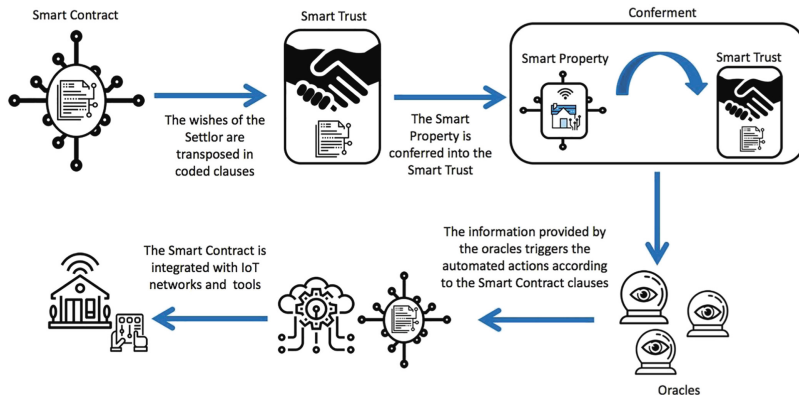 Smart Contract
Smart Trust
Conferment
Smart Property
Smart Trust
The wishes of the
Settlor are
transposed in
coded clauses
The Smart
Property is
conferred into the
Smart Trust
The information provided by
the oracles triggers the
automated actions according
to the Smart Contract clauses
The Smart Contract is
integrated with IoT
networks and tools
Oracles